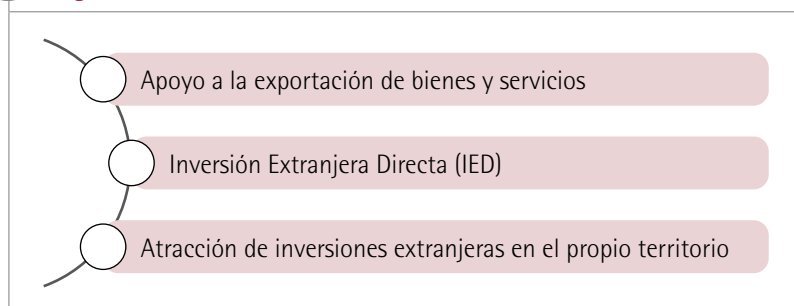 Apoyo a la exportación de bienes y servicios
Inversión Extranjera Directa (IED)
Atracción de inversiones extranjeras en el propio territorio